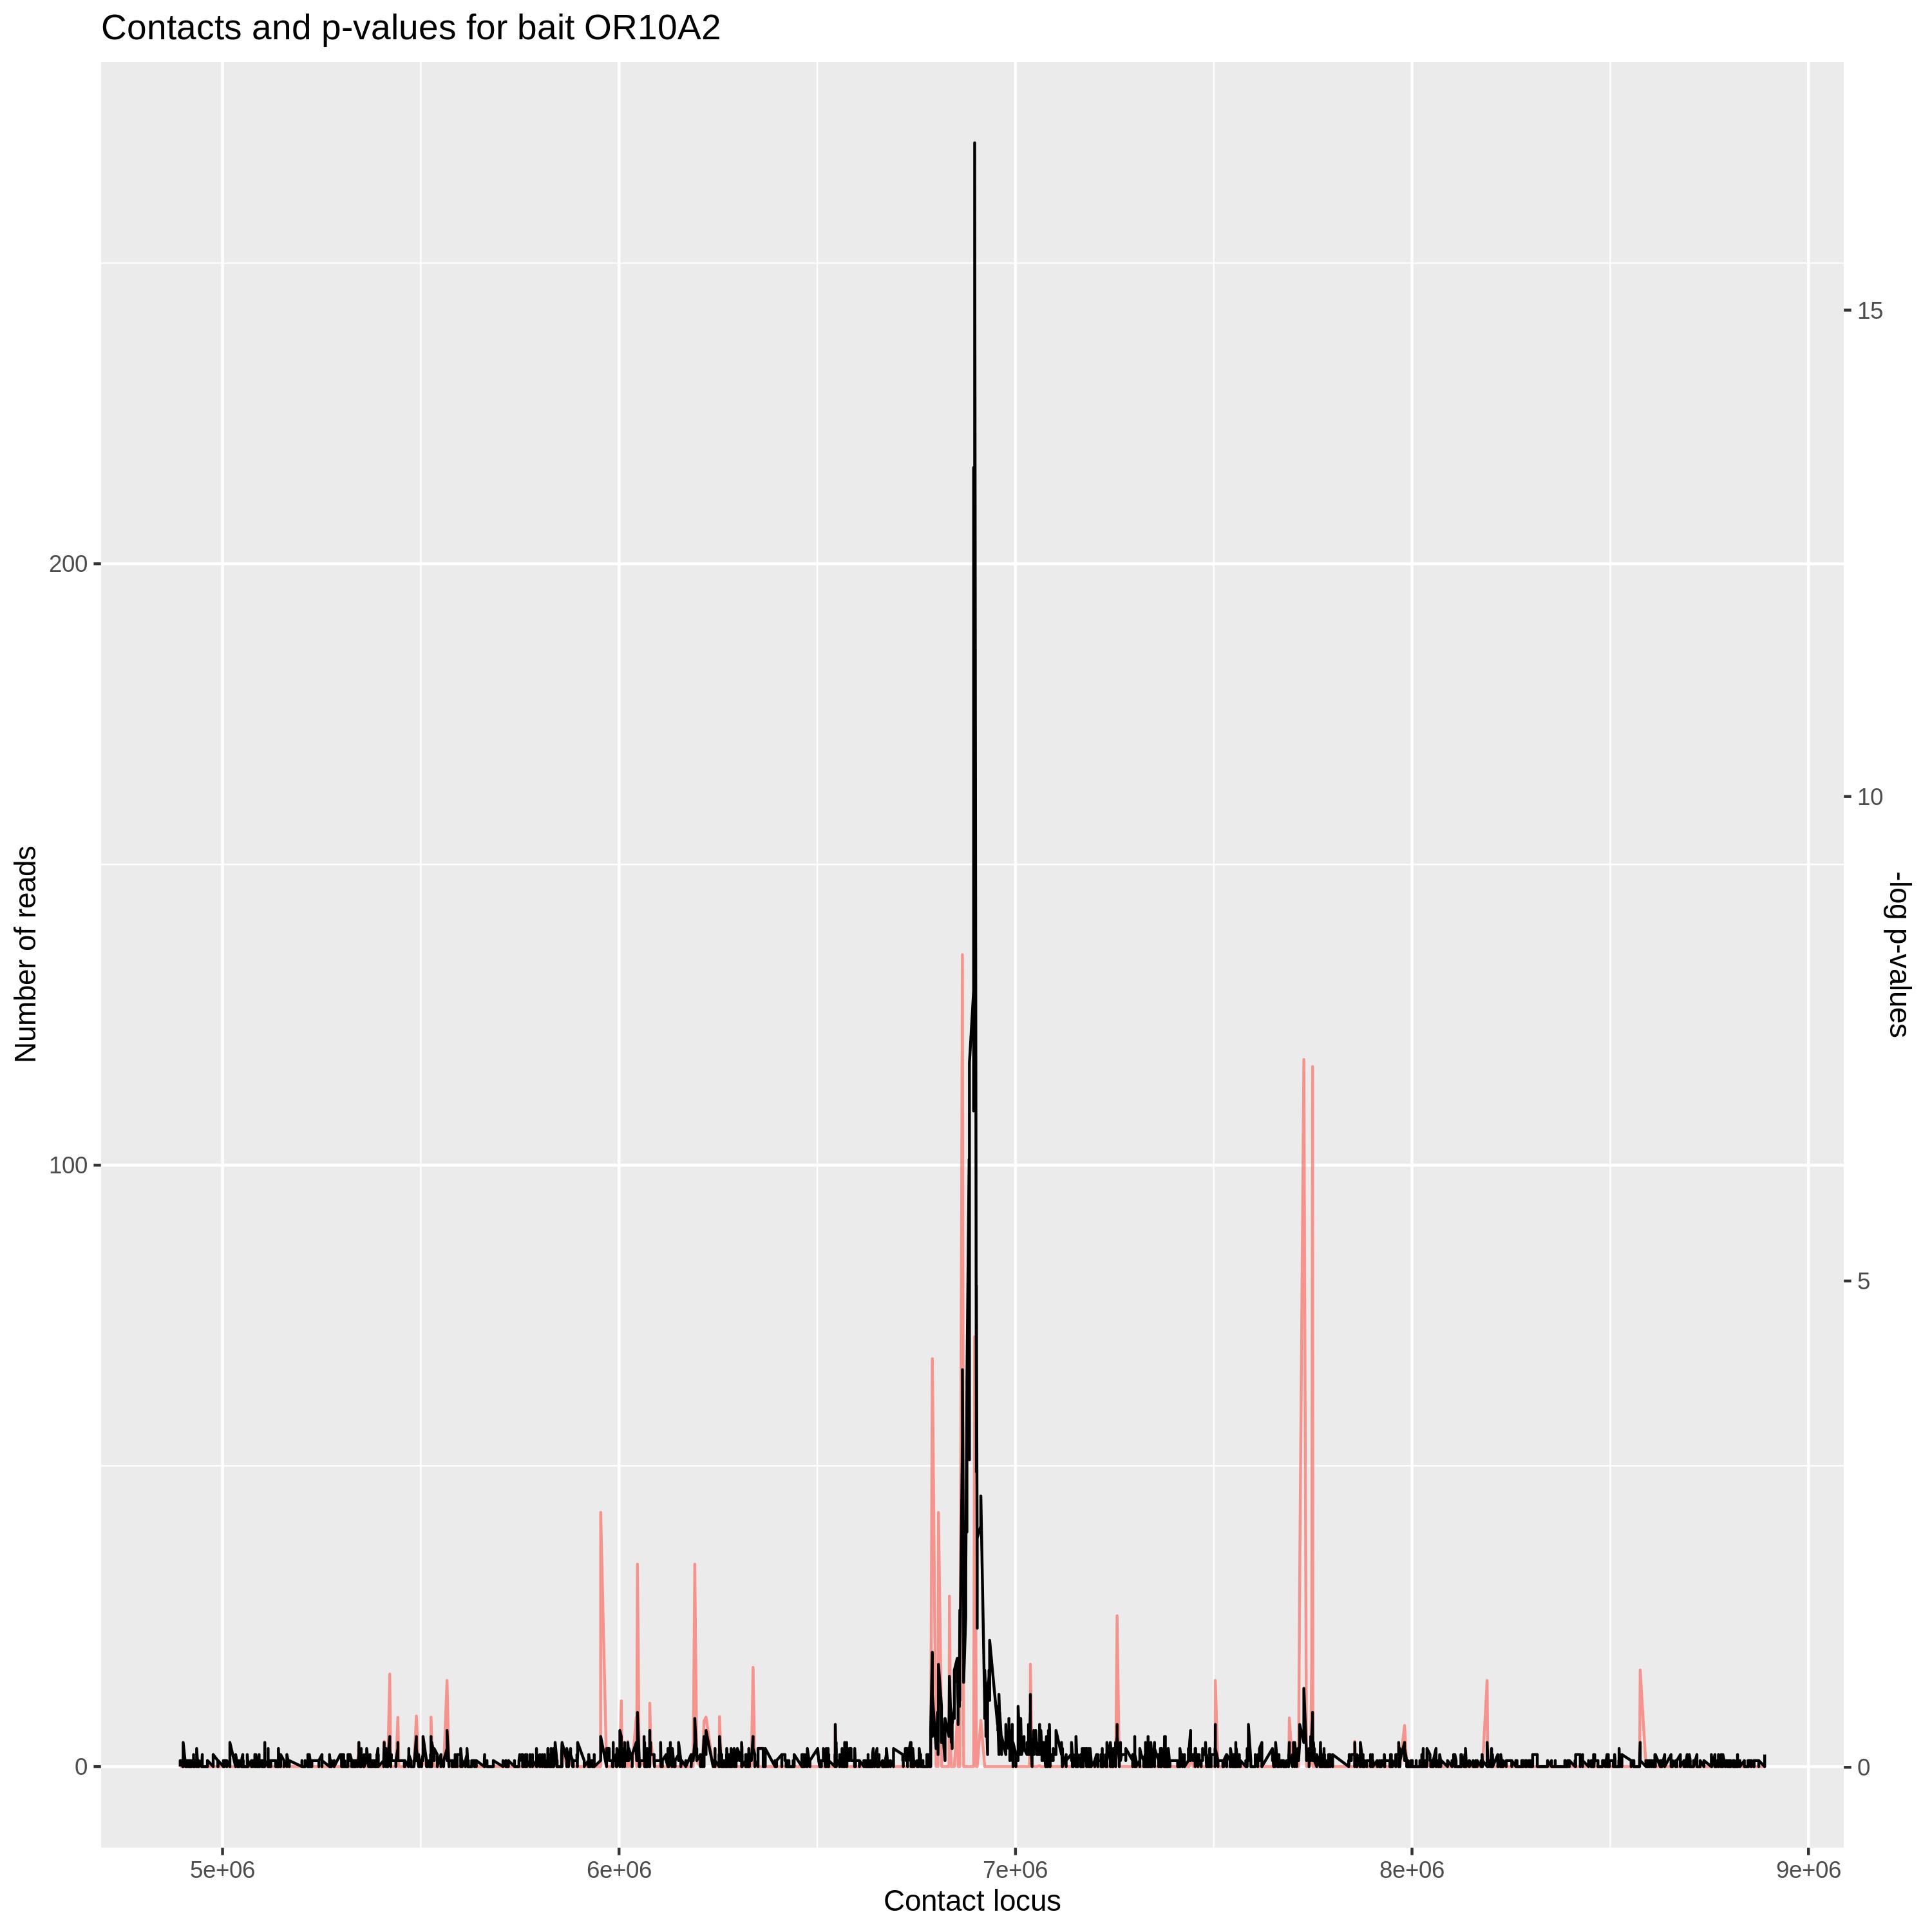 Contacts and p-values for bait OR10A2
Number of reads
200
100
0
15
10
5
0
-log p-values
5e+06 6e+06 7e+06 8e+06 9e+06
Contact locus